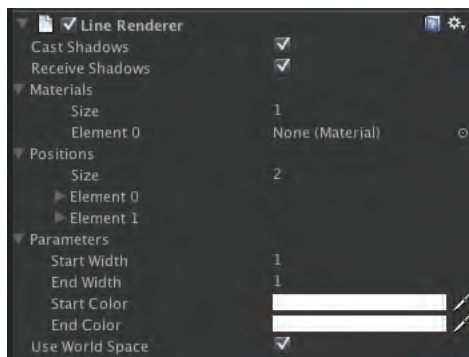 Line Renderer
Cast Shadows
Receive Shadows
Materials
Size 1
Element 0 None (Material)
Positions
Size 2
Element 0
Element 1
Parameters
Start Width 1
End Width 1
Start Color
End Color
Use World Space